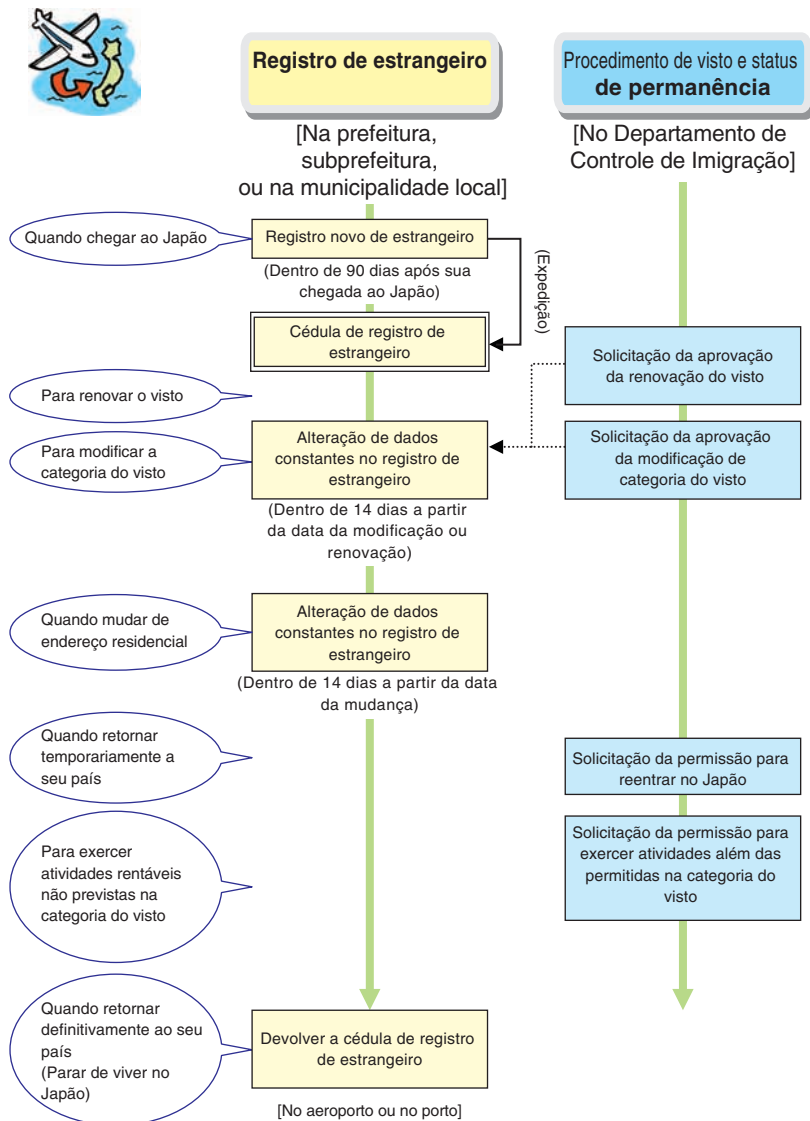 Registro de estrangeiro
Procedimento de visto e status
de permanência
[Na prefeitura,
subprefeitura,
ou na municipalidade local]
[No Departamento de
Controle de Imigração]
Quando chegar ao Japão
Registro novo de estrangeiro
(Dentro de 90 dias após sua
chegada ao Japão)
(Expedição)
Cédula de registro de
estrangeiro
Solicitação da aprovação
da renovação do visto
Para renovar o visto
Para modificar a
categoria do visto
Alteração de dados
constantes no registro de
estrangeiro
Solicitação da aprovação
da modificação de
categoria do visto
(Dentro de 14 dias a partir
da data da modificação ou
renovação)
Quando mudar de
endereço residencial
Alteração de dados
constantes no registro de
estrangeiro
(Dentro de 14 dias a partir da data
da mudança)
Quando retornar
temporariamente a
seu país
Solicitação da permissão para
reentrar no Japão
Para exercer
atividades rentáveis
não previstas na
categoria do visto
Solicitação da permissão para
exercer atividades além das
permitidas na categoria do
visto
Quando retornar
definitivamente ao seu
país
(Parar de viver no
Japão)
Devolver a cédula de registro
de estrangeiro
[No aeroporto ou no porto]